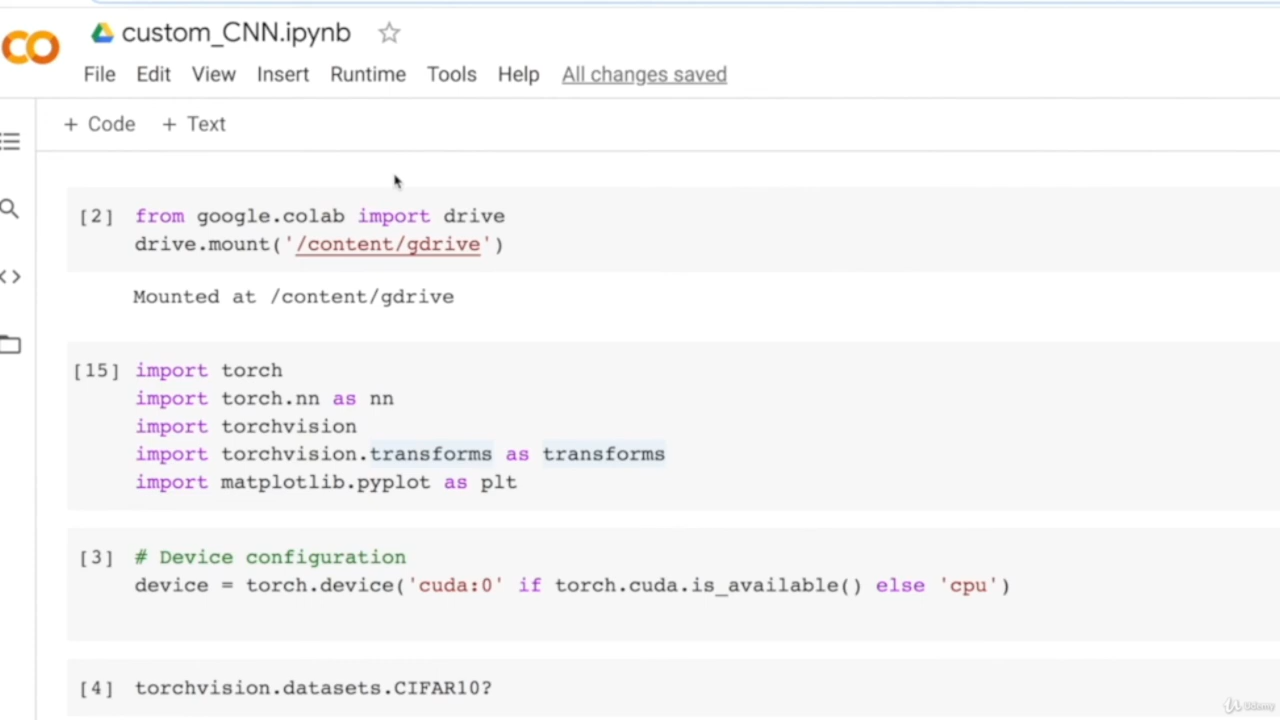 custom_CNN.ipynb
File Edit View Insert Runtime Tools Help All changes saved
+ Code + Text
[2] from google.colab import drive
drive.mount('/content/gdrive')
Mounted at /content/gdrive
[15] import torch
import torch.nn as nn
import torchvision
import torchvision.transforms as transforms
import matplotlib.pyplot as plt
[3] # Device configuration
device = torch.device('cuda:0' if torch.cuda.is_available() else 'cpu')
[4] torchvision.datasets.CIFAR10?
Udemy